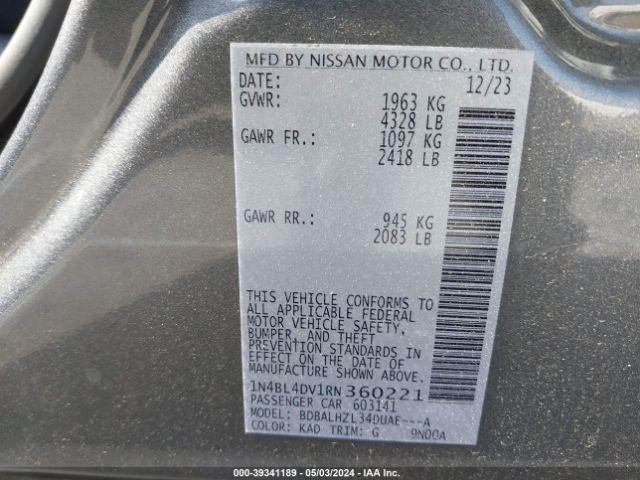 MFD BY NISSAN MOTOR CO., LTD.
DATE: 12/23
GVWR: 1963 KG
4328 LB
GAWR FR.: 1097 KG
2418 LB
GAWR RR.: 945 KG
2083 LB
THIS VEHICLE CONFORMS TO
ALL APPLICABLE FEDERAL
MOTOR VEHICLE SAFETY,
BUMPER, AND THEFT
PREVENTION STANDARDS IN
EFFECT ON THE DATE OF
MANUFACTURE SHOWN ABOVE.
1N4BL4DV1RN360221
PASSENGER CAR 603141
MODEL: BDBALHZL34DUAE---A
COLOR: KAD TRIM: G 9N00A
000-39341189 - 05/03/2024 - IAAI.com